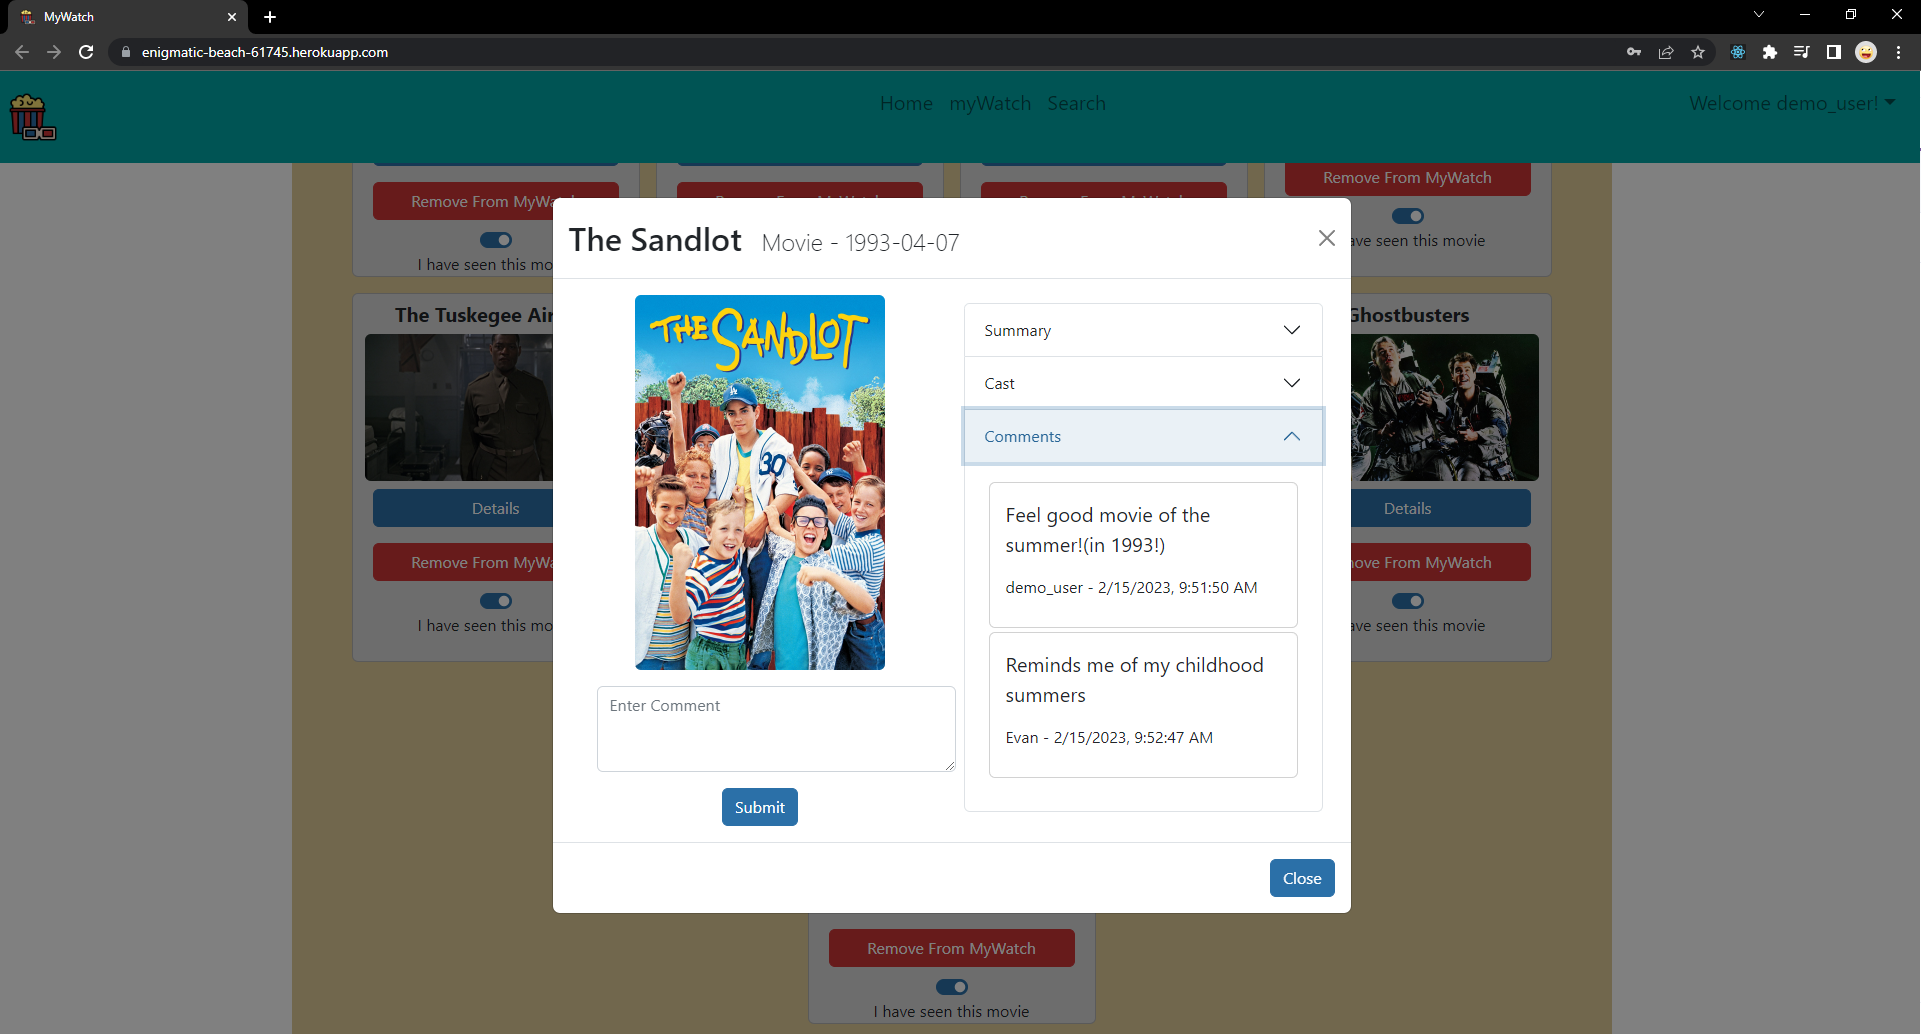 MyWatch
enigmatic-beach-61745.herokuapp.com
Home myWatch Search
Welcome demo_user!
Remove From MyWa
Remove From MyWatch
I have seen this mo
ave seen this movie
The Sandlot Movie - 1993-04-07
The Tuskegee Air
Ghostbusters
THE SANDLOT
LA
30
Summary
Cast
Comments
Feel good movie of the
summer!(in 1993!)
demo_user - 2/15/2023, 9:51:50 AM
Reminds me of my childhood
summers
Evan - 2/15/2023, 9:52:47 AM
Details
Details
Remove From MyWa
ove From MyWatch
I have seen this mo
ave seen this movie
Enter Comment
Submit
Close
Remove From MyWatch
I have seen this movie